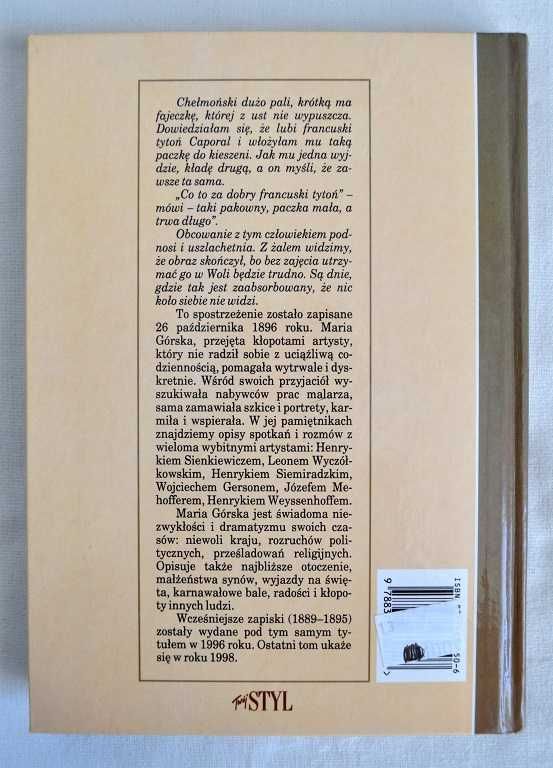 Chełmoński dużo pali, krótką ma
fajeczkę, której z ust nie wypuszcza.
Dowiedziałam się, że lubi francuski
tytoń Caporal i włożyłam mu taką
paczkę do kieszeni. Jak mu jedna wyj-
dzie, kładę drugą, a on myśli, że za-
wsze ta sama.
„Co to za dobry francuski tytoń" –
mówi – taki pakowny, paczka mała, a
trwa długo".
Obcowanie z tym człowiekiem pod-
nosi i uszlachetnia. Z żalem widzimy,
że obraz skończył, bo bez zajęcia utrzy-
mać go w Woli będzie trudno. Są dnie,
gdzie tak jest zaabsorbowany, że nic
koło siebie nie widzi.
To spostrzeżenie zostało zapisane
26 października 1896 roku. Maria
Górska, przejęta kłopotami artysty,
który nie radził sobie z uciążliwą co-
dziennością, pomagała wytrwale i dys-
kretnie. Wśród swoich przyjaciół wy-
szukiwała nabywców prac malarza,
sama zamawiała szkice i portrety, kar-
miła i wspierała. W jej pamiętnikach
znajdziemy opisy spotkań i rozmów z
wieloma wybitnymi artystami: Henry-
kiem Sienkiewiczem, Leonem Wyczół-
kowskim, Henrykiem Siemiradzkim,
Wojciechem Gersonem, Józefem Me-
hofferem, Henrykiem Weyssenhoffem.
Maria Górska jest świadoma nie-
zwykłości i dramatyzmu swoich cza-
sów: niewoli kraju, rozruchów poli-
tycznych, prześladowań religijnych.
Opisuje także najbliższe otoczenie,
małżeństwa synów, wyjazdy na świę-
ta, karnawałowe bale, radości i kłopo-
ty innych ludzi.
Wcześniejsze zapiski (1889–1895)
zostały wydane pod tym samym ty-
tułem w 1996 roku. Ostatni tom ukaże
się w roku 1998.
Twój STYL
ISBN
9 7883
50-6
>